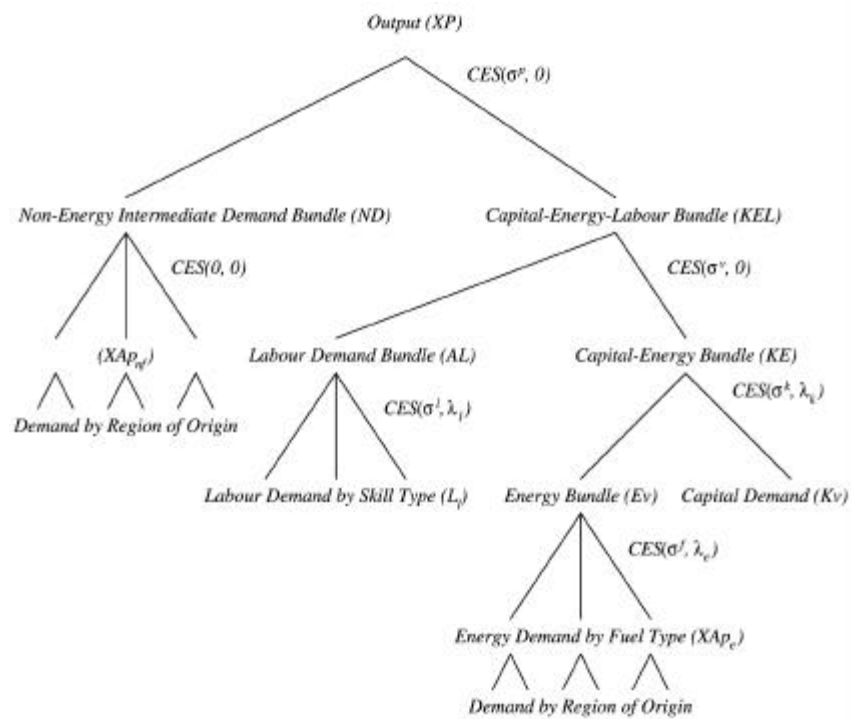 Output (XP)
CES(σᵖ, 0)
Non-Energy Intermediate Demand Bundle (ND)
Capital-Energy-Labour Bundle (KEL)
CES(0, 0)
CES(σᵛ, 0)
(XApₙf)
Labour Demand Bundle (AL)
Capital-Energy Bundle (KE)
CES(σˡ, λₗ)
CES(σᵏ, λₖ)
Demand by Region of Origin
Labour Demand by Skill Type (Lₗ)
Energy Bundle (Ev)
Capital Demand (Kv)
CES(σᶠ, λₑ)
Energy Demand by Fuel Type (XApₑ)
Demand by Region of Origin